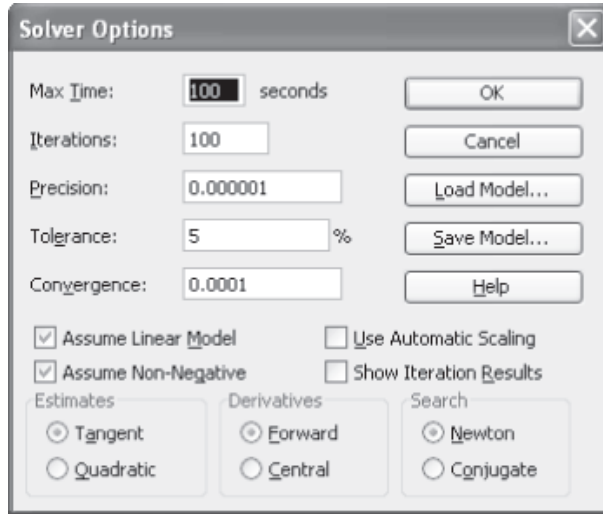 Solver Options
Max Time: 100 seconds OK
Iterations: 100 Cancel
Precision: 0.000001 Load Model...
Tolerance: 5 % Save Model...
Convergence: 0.0001 Help
Assume Linear Model Use Automatic Scaling
Assume Non-Negative Show Iteration Results
Estimates Derivatives Search
Tangent Forward Newton
Quadratic Central Conjugate